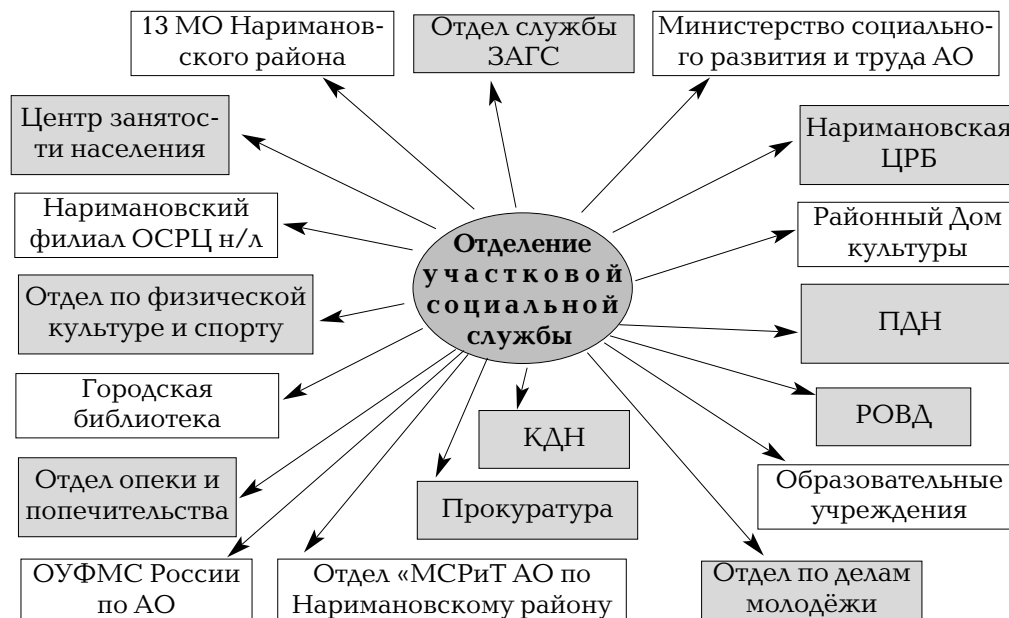 13 МО Нариманов-
ского района
Отдел службы
ЗАГС
Министерство социально-
го развития и труда АО
Центр занятос-
ти населения
Наримановская
ЦРБ
Наримановский
филиал ОСРЦ н/л
Районный Дом
культуры
Отделение
участковой
социальной
службы
Отдел по физической
культуре и спорту
ПДН
Городская
библиотека
РОВД
КДН
Отдел опеки и
попечительства
Прокуратура
Образовательные
учреждения
ОУФМС России
по АО
Отдел «МСРиТ АО по
Наримановскому району
Отдел по делам
молодёжи